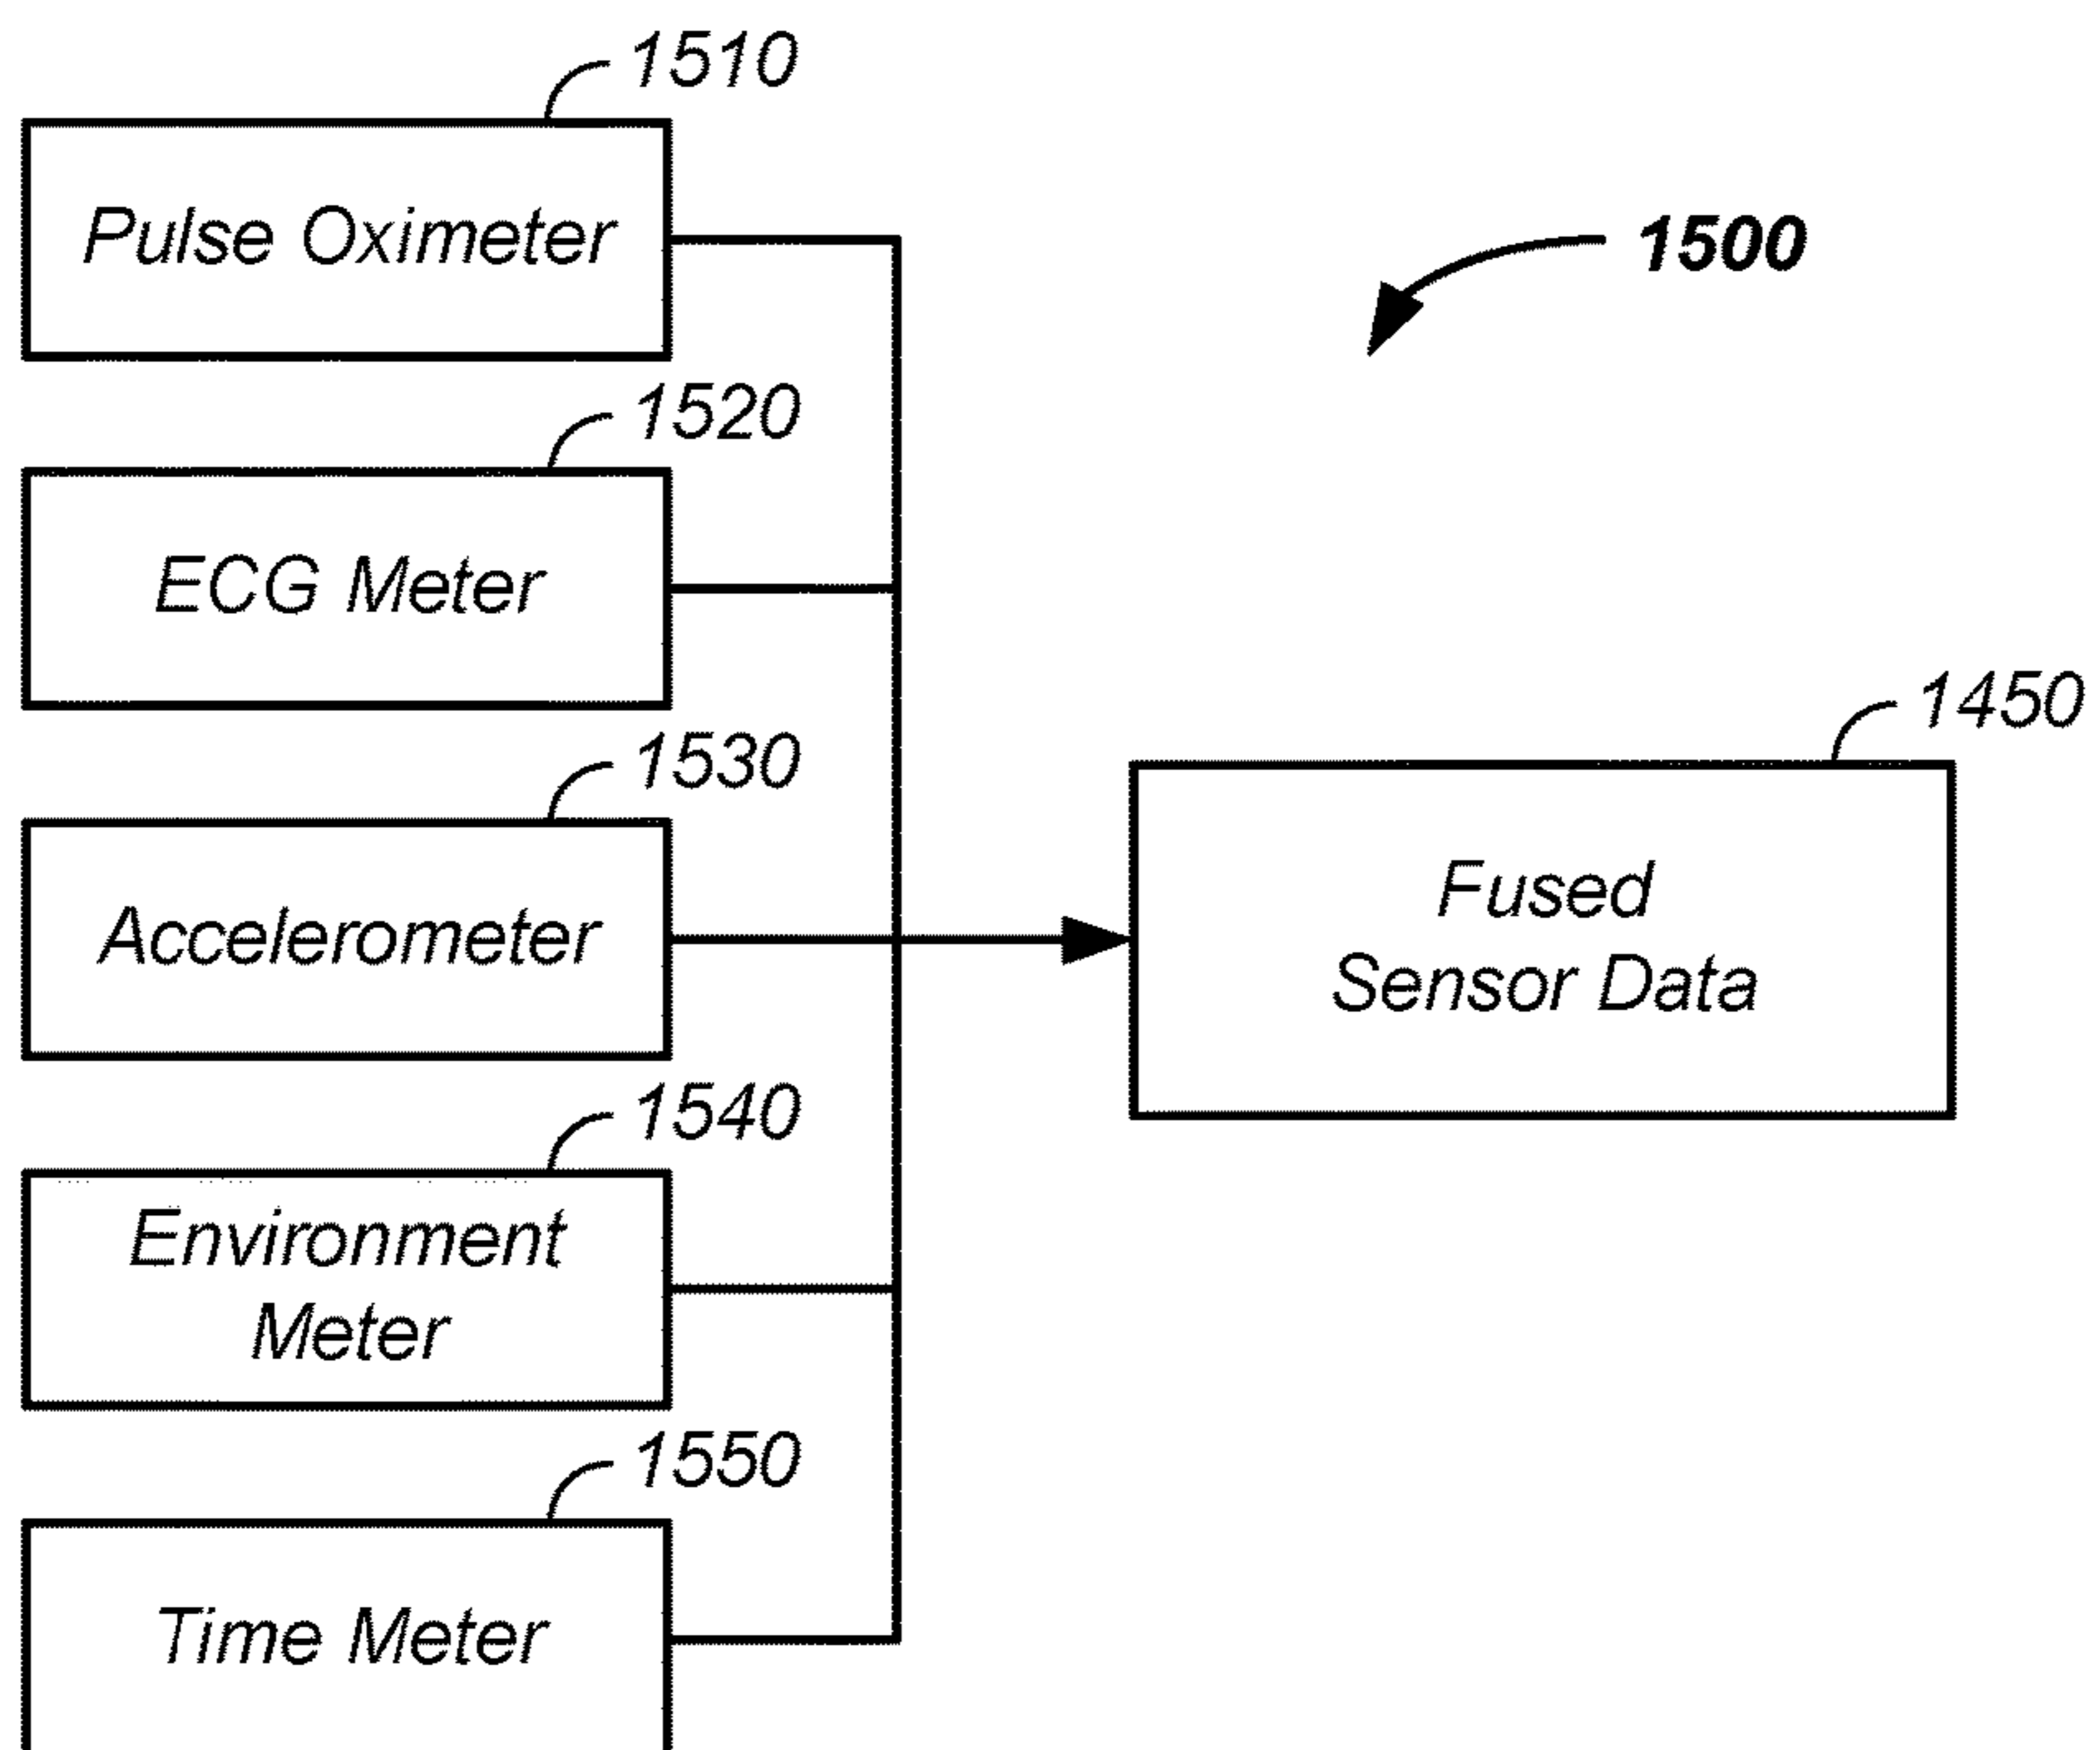 1510
Pulse Oximeter
1500
1520
ECG Meter
1530
Accelerometer
1450
Fused
Sensor Data
1540
Environment
Meter
1550
Time Meter